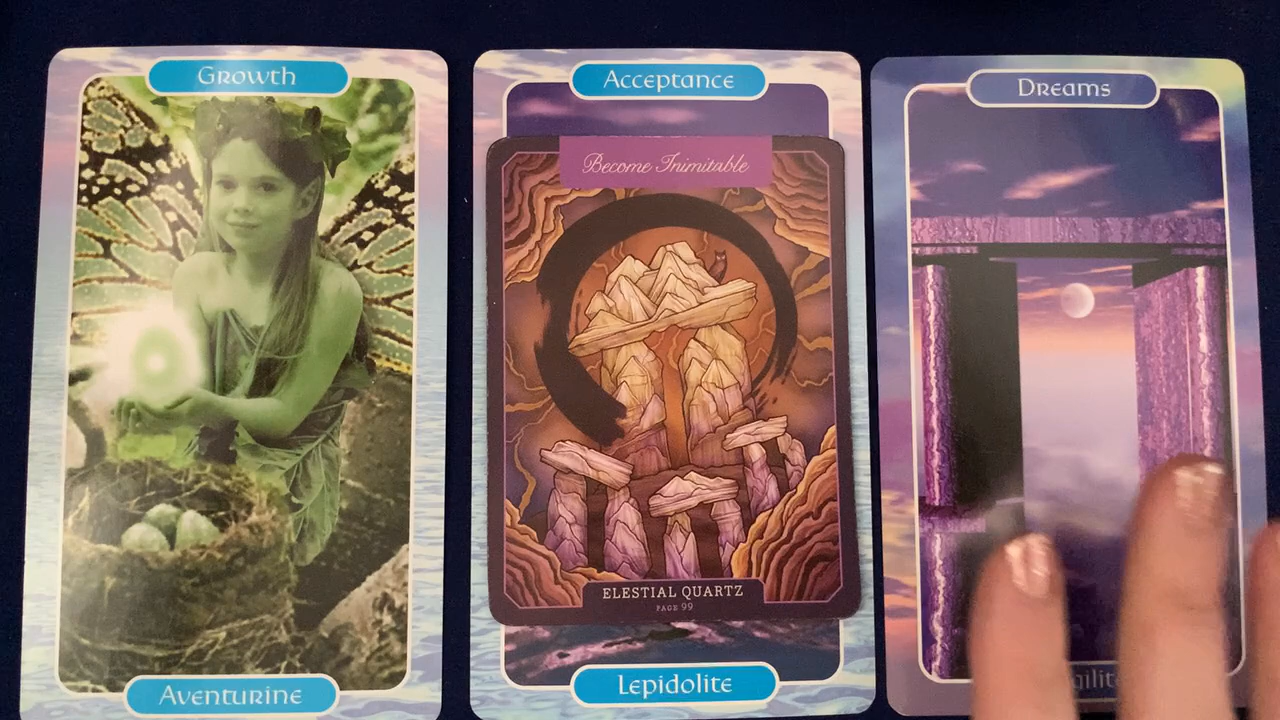 Growth
Aventurine
Acceptance
Become Inimitable
ELESTIAL QUARTZ
PAGE 99
Lepidolite
Dreams